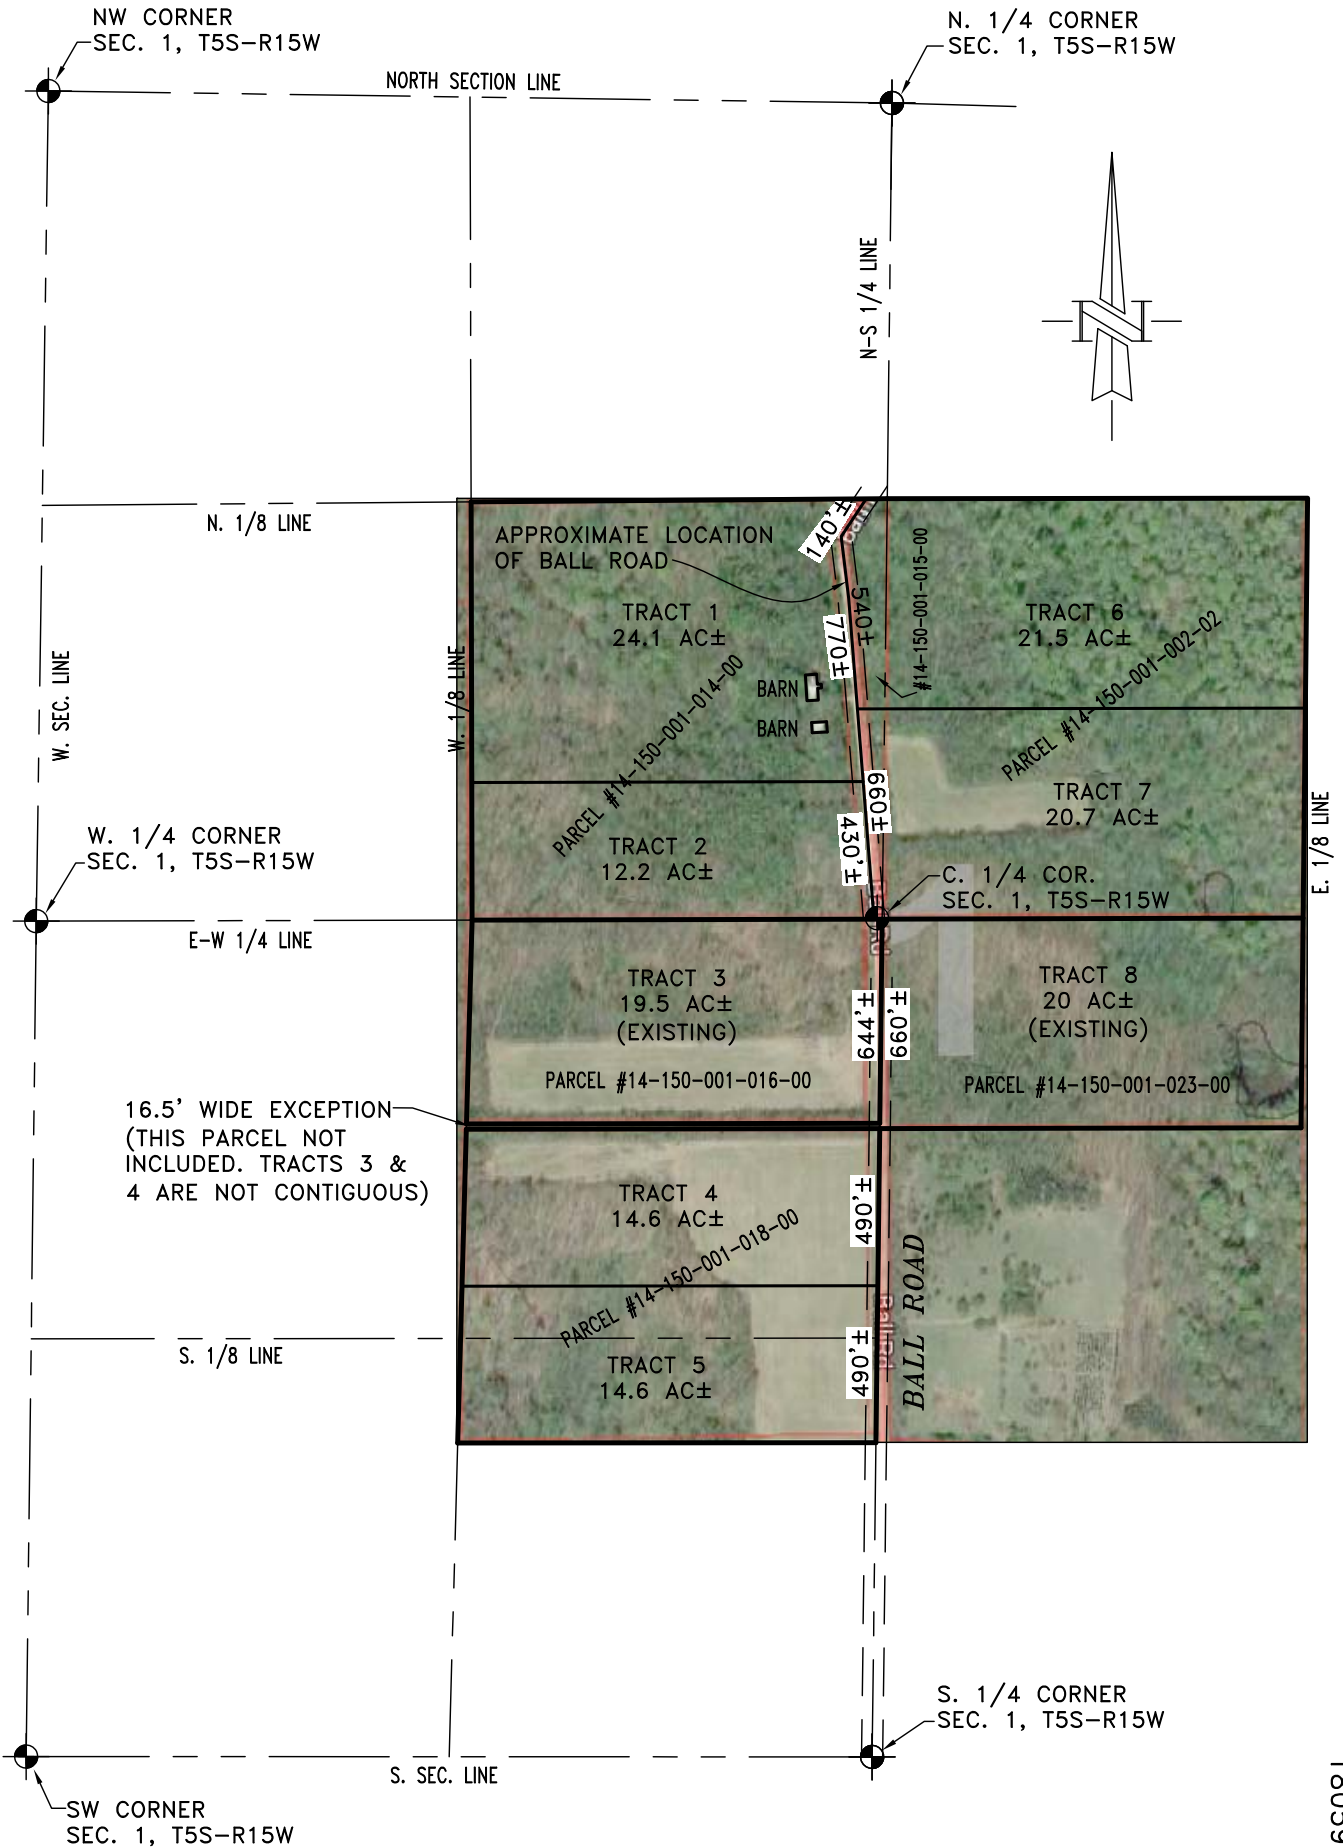 NW CORNER
SEC. 1, T5S-R15W
N. 1/4 CORNER
SEC. 1, T5S-R15W
NORTH SECTION LINE
N-S 1/4 LINE
N
N. 1/8 LINE
APPROXIMATE LOCATION
OF BALL ROAD
140'±
540±
770±
#14-150-001-015-00
TRACT 1
24.1 AC±
TRACT 6
21.5 AC±
PARCEL #14-150-001-002-02
W. SEC. LINE
W. 1/8 LINE
PARCEL #14-150-001-014-00
BARN
BARN
660±
430'±
TRACT 7
20.7 AC±
E. 1/8 LINE
W. 1/4 CORNER
SEC. 1, T5S-R15W
TRACT 2
12.2 AC±
C. 1/4 COR.
SEC. 1, T5S-R15W
E-W 1/4 LINE
1
TRACT 3
19.5 AC±
(EXISTING)
PARCEL #14-150-001-016-00
644'±
660'±
TRACT 8
20 AC±
(EXISTING)
PARCEL #14-150-001-023-00
16.5' WIDE EXCEPTION
(THIS PARCEL NOT
INCLUDED. TRACTS 3 &
4 ARE NOT CONTIGUOUS)
TRACT 4
14.6 AC±
490'±
PARCEL #14-150-001-018-00
BALL ROAD
Ball Rd
S. 1/8 LINE
TRACT 5
14.6 AC±
490'±
S. 1/4 CORNER
SEC. 1, T5S-R15W
S. SEC. LINE
SW CORNER
SEC. 1, T5S-R15W